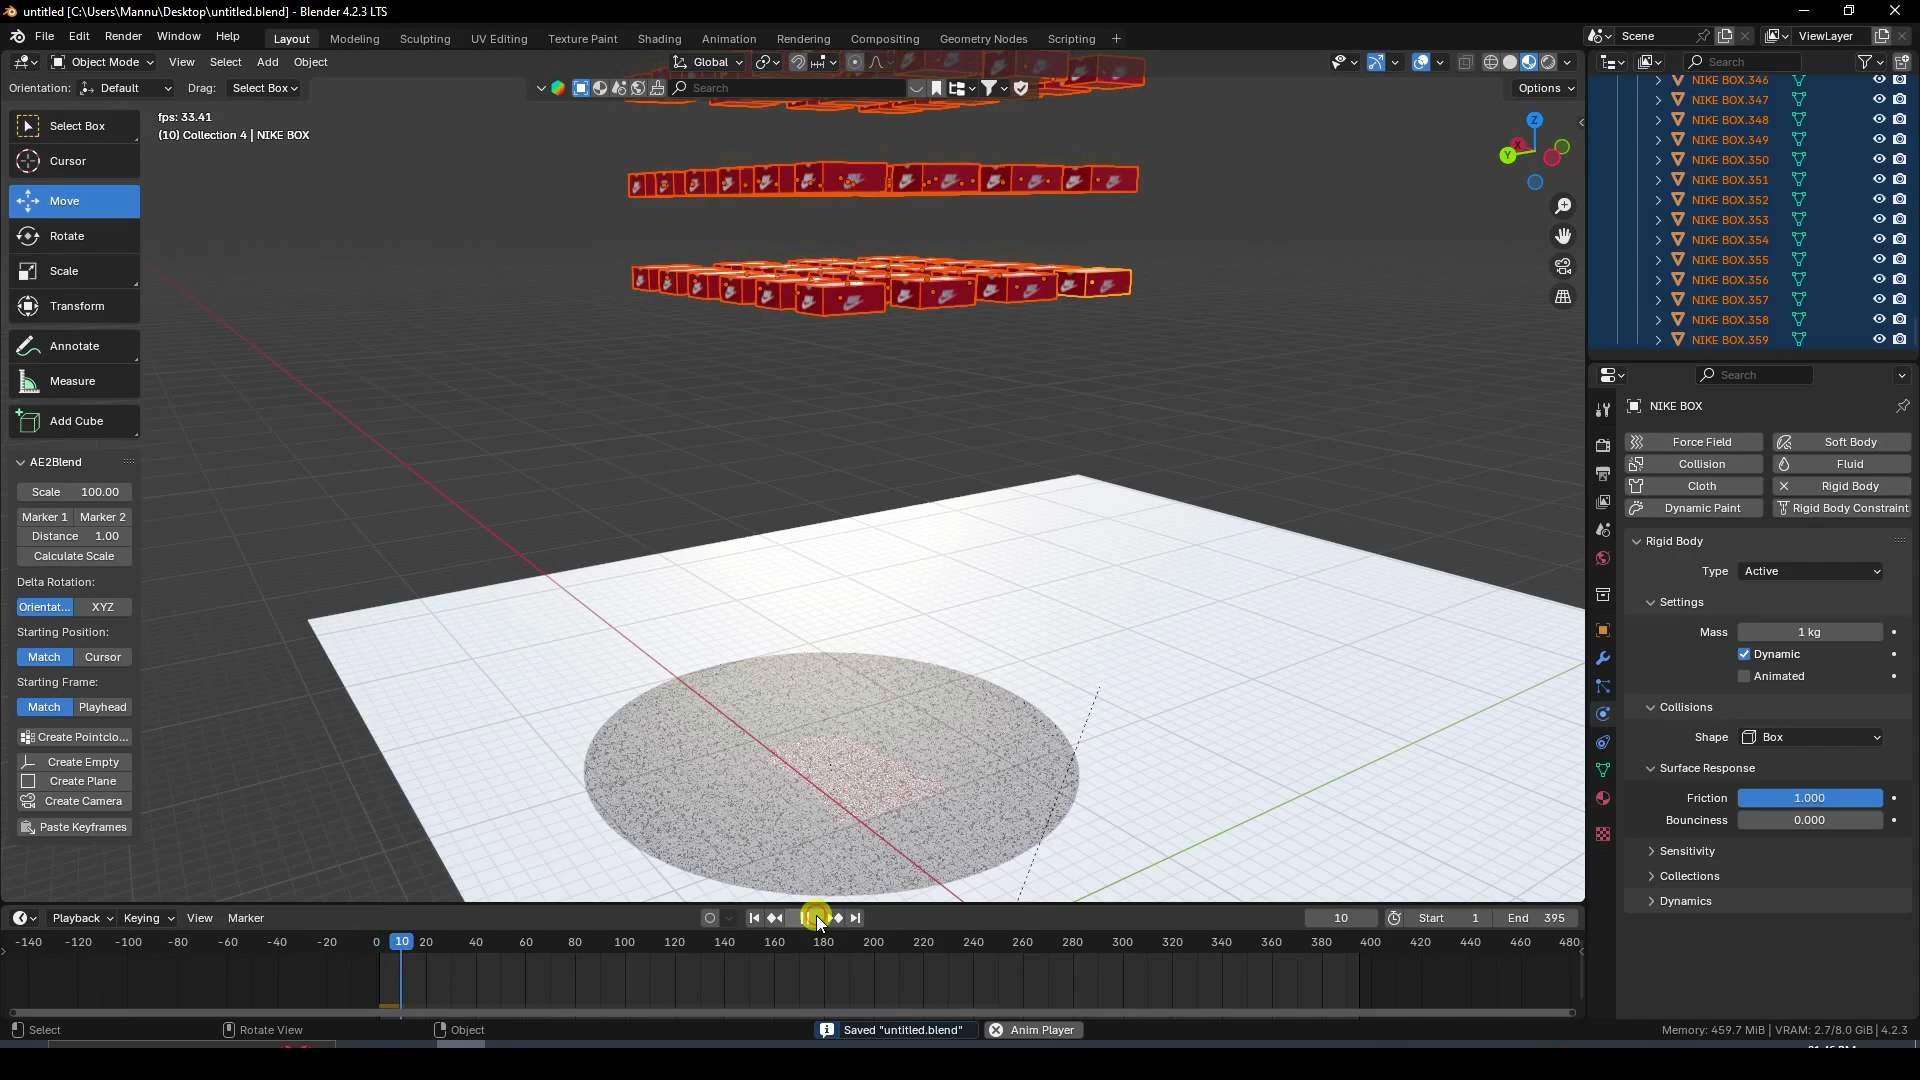 untitled [C:\Users\Mannu\Desktop\untitled.blend] - Blender 4.2.3 LTS
File Edit Render Window Help Layout Modeling Sculpting UV Editing Texture Paint Shading Animation Rendering Compositing Geometry Nodes Scripting + Scene ViewLayer
Object Mode View Select Add Object Global Search
Orientation: Default Drag: Select Box Search Options
fps: 33.41
(10) Collection 4 | NIKE BOX
Select Box
Cursor
Move
Rotate
Scale
Transform
Annotate
Measure
Add Cube
AE2Blend
Scale 100.00
Marker 1 Marker 2
Distance 1.00
Calculate Scale
Delta Rotation:
Orientat... XYZ
Starting Position:
Match Cursor
Starting Frame:
Match Playhead
Create Pointclo...
Create Empty
Create Plane
Create Camera
Paste Keyframes
Z
X
Y
NIKE BOX.346
NIKE BOX.347
NIKE BOX.348
NIKE BOX.349
NIKE BOX.350
NIKE BOX.351
NIKE BOX.352
NIKE BOX.353
NIKE BOX.354
NIKE BOX.355
NIKE BOX.356
NIKE BOX.357
NIKE BOX.358
NIKE BOX.359
Search
NIKE BOX
Force Field Soft Body
Collision Fluid
Cloth Rigid Body
Dynamic Paint Rigid Body Constraint
Rigid Body
Type Active
Settings
Mass 1 kg
Dynamic
Animated
Collisions
Shape Box
Surface Response
Friction 1.000
Bounciness 0.000
Sensitivity
Collections
Dynamics
Playback Keying View Marker 10 Start 1 End 395
-140 -120 -100 -80 -60 -40 -20 0 10 20 40 60 80 100 120 140 160 180 200 220 240 260 280 300 320 340 360 380 400 420 440 460 480
Select Rotate View Object Saved "untitled.blend" Anim Player Memory: 459.7 MiB | VRAM: 2.7/8.0 GiB | 4.2.3